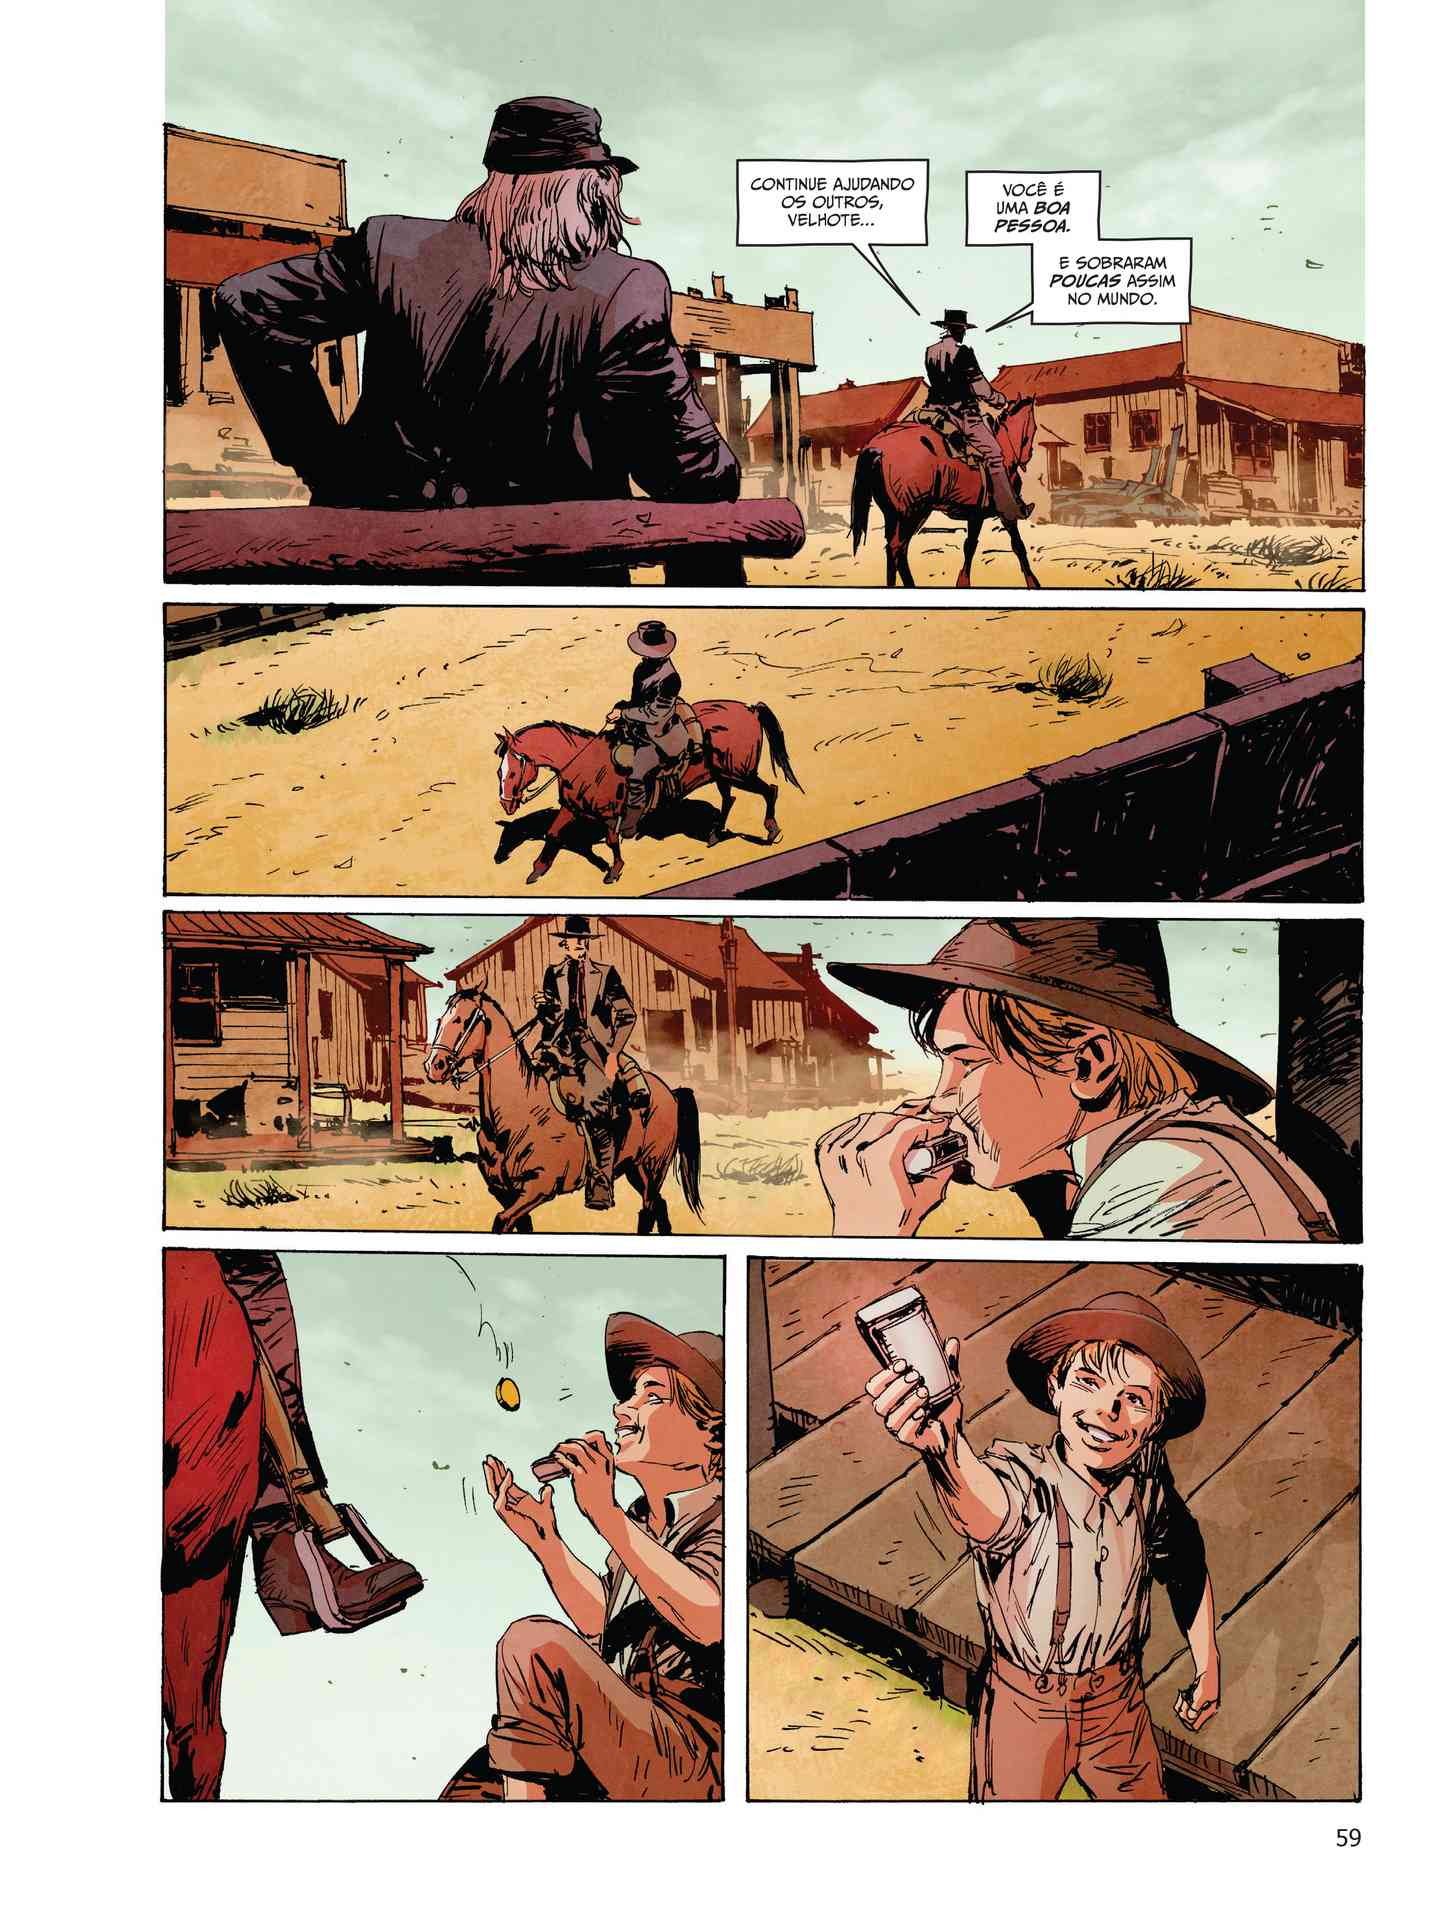 CONTINUE AJUDANDO
OS OUTROS,
VELHOTE...
VOCÊ É
UMA BOA
PESSOA.
E SOBRARAM
POUCAS ASSIM
NO MUNDO.
59